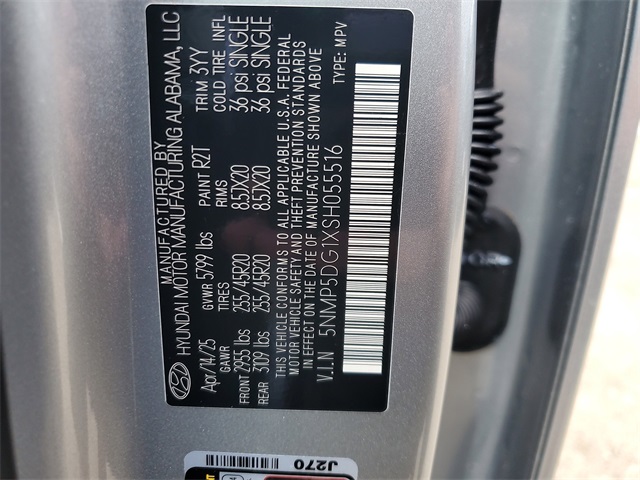 MANUFACTURED BY
HYUNDAI MOTOR MANUFACTURING ALABAMA, LLC
Apr/14/25 GVWR 5799 lbs PAINT R2T TRIM 3YY
GAWR TIRES RIMS COLD TIRE INFL
FRONT 2955 lbs 255/45R20 8.5JX20 36 psi SINGLE
REAR 3109 lbs 255/45R20 8.5JX20 36 psi SINGLE
THIS VEHICLE CONFORMS TO ALL APPLICABLE U.S.A. FEDERAL
MOTOR VEHICLE SAFETY AND THEFT PREVENTION STANDARDS
IN EFFECT ON THE DATE OF MANUFACTURE SHOWN ABOVE
V.I.N 5NMP5DG1XSH055516 TYPE: MPV
J270